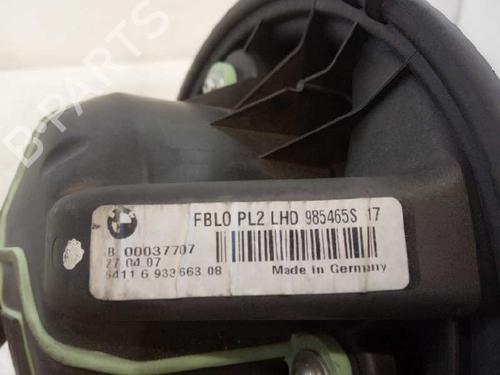 B-PARTS
FBLO PL2 LHD 985465S 17
B 00037707
27.04.07
6411 6 933 663 08
Made in Germany